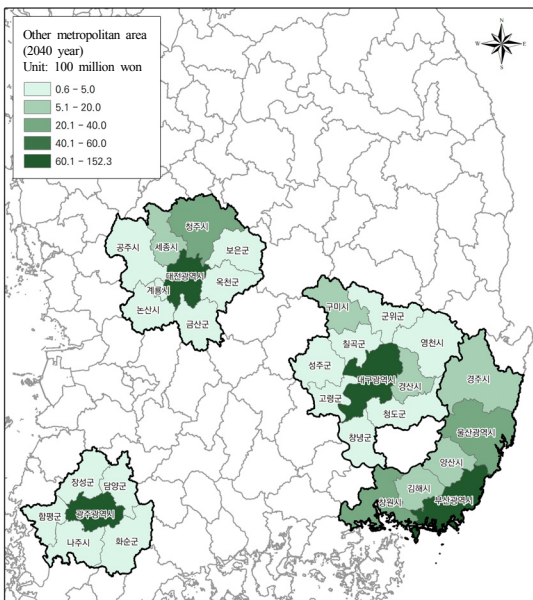 Other metropolitan area
(2040 year)
Unit: 100 million won
0.6 – 5.0
5.1 – 20.0
20.1 – 40.0
40.1 – 60.0
60.1 – 152.3
N
W
E
S
청주시
공주시
세종시
보은군
대전광역시
계룡시
옥천군
논산시
금산군
구미시
군위군
칠곡군
영천시
성주군
대구광역시
경산시
경주시
고령군
청도군
창녕군
울산광역시
양산시
김해시
창원시
부산광역시
장성군
담양군
함평군
광주광역시
나주시
화순군